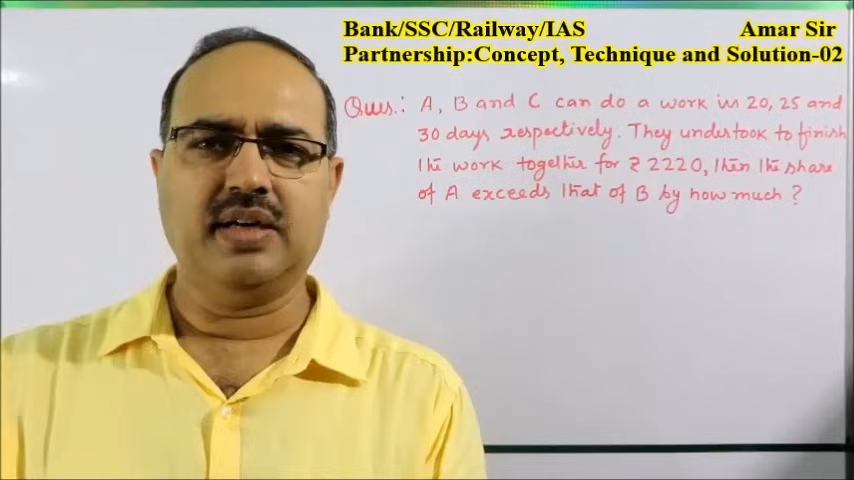 Bank/SSC/Railway/IAS Amar Sir
Partnership:Concept, Technique and Solution-02
Ques.: A, B and C can do a work in 20, 25 and
30 days respectively. They undertook to finish
the work together for ₹ 2220, then the share
of A exceeds that of B by how much ?